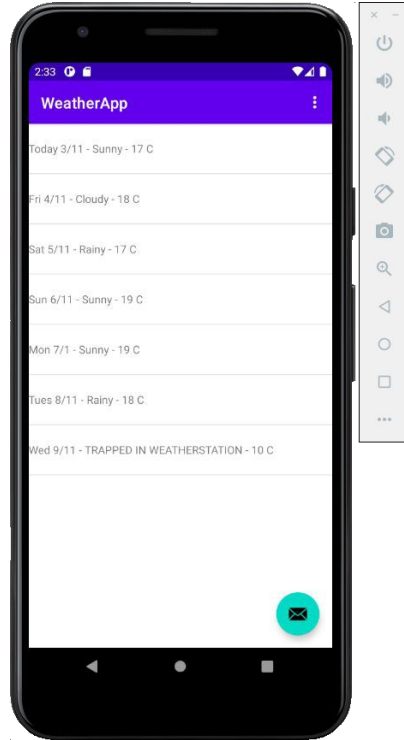 2:33
WeatherApp
Today 3/11 - Sunny - 17 C
Fri 4/11 - Cloudy - 18 C
Sat 5/11 - Rainy - 17 C
Sun 6/11 - Sunny - 19 C
Mon 7/1 - Sunny - 19 C
Tues 8/11 - Rainy - 18 C
Wed 9/11 - TRAPPED IN WEATHERSTATION - 10 C